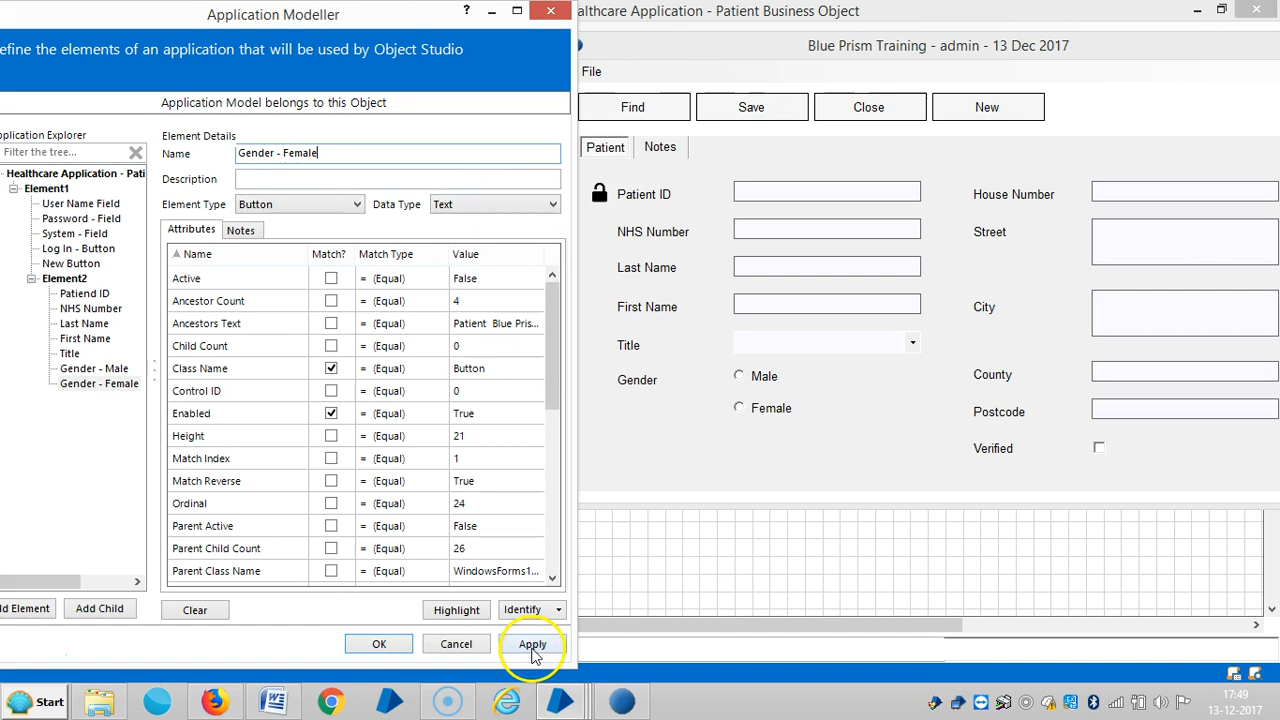 Application Modeller
?
efine the elements of an application that will be used by Object Studio
Application Model belongs to this Object
pplication Explorer
Filter the tree...
Healthcare Application - Pati
Element1
User Name Field
Password - Field
System - Field
Log In - Button
New Button
Element2
Patiend ID
NHS Number
Last Name
First Name
Title
Gender - Male
Gender - Female
dd Element
Add Child
Element Details
Name
Gender - Female
Description
Element Type
Button
Data Type
Text
Attributes
Notes
Name Match? Match Type Value
Active = (Equal) False
Ancestor Count = (Equal) 4
Ancestors Text = (Equal) Patient Blue Pris...
Child Count = (Equal) 0
Class Name = (Equal) Button
Control ID = (Equal) 0
Enabled = (Equal) True
Height = (Equal) 21
Match Index = (Equal) 1
Match Reverse = (Equal) True
Ordinal = (Equal) 24
Parent Active = (Equal) False
Parent Child Count = (Equal) 26
Parent Class Name = (Equal) WindowsForms1...
Clear
Highlight
Identify
OK
Cancel
Apply
lthcare Application - Patient Business Object
Blue Prism Training - admin - 13 Dec 2017
File
Find
Save
Close
New
Patient
Notes
Patient ID
NHS Number
Last Name
First Name
Title
Gender
Male
Female
House Number
Street
City
County
Postcode
Verified
Start
17:49
13-12-2017